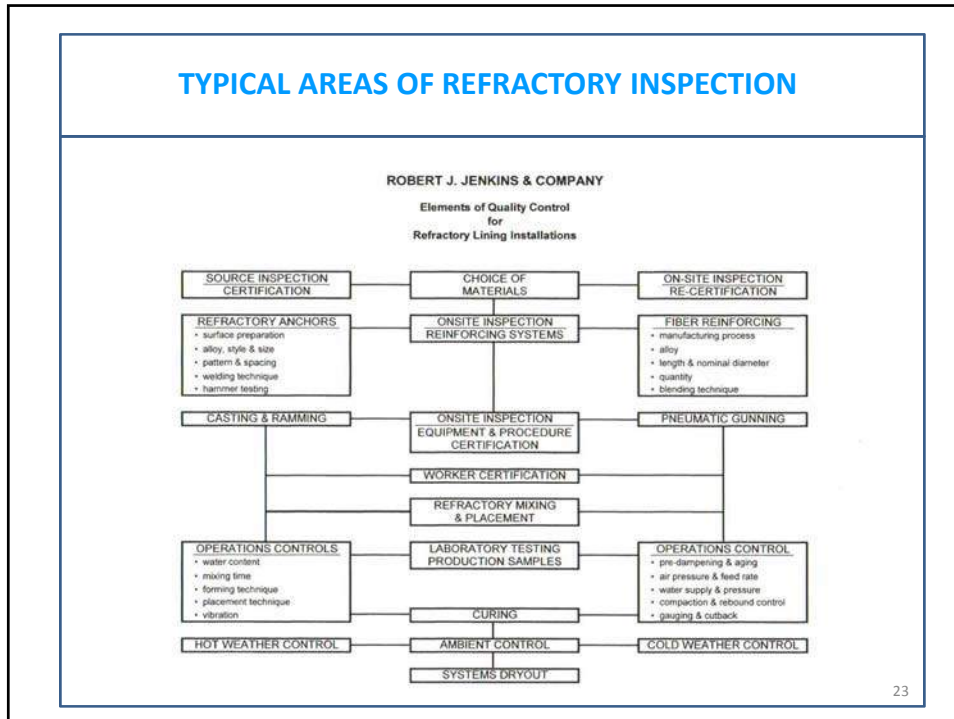 TYPICAL AREAS OF REFRACTORY INSPECTION
ROBERT J. JENKINS & COMPANY
Elements of Quality Control
for
Refractory Lining Installations
SOURCE INSPECTION
CERTIFICATION
CHOICE OF
MATERIALS
ON-SITE INSPECTION
RE-CERTIFICATION
REFRACTORY ANCHORS
• surface preparation
• alloy, style & size
• pattern & spacing
• welding technique
• hammer testing
ONSITE INSPECTION
REINFORCING SYSTEMS
FIBER REINFORCING
• manufacturing process
• alloy
• length & nominal diameter
• quantity
• blending technique
CASTING & RAMMING
ONSITE INSPECTION
EQUIPMENT & PROCEDURE
CERTIFICATION
PNEUMATIC GUNNING
WORKER CERTIFICATION
REFRACTORY MIXING
& PLACEMENT
OPERATIONS CONTROLS
• water content
• mixing time
• forming technique
• placement technique
• vibration
LABORATORY TESTING
PRODUCTION SAMPLES
OPERATIONS CONTROL
• pre-dampening & aging
• air pressure & feed rate
• water supply & pressure
• compaction & rebound control
• gauging & cutback
CURING
HOT WEATHER CONTROL
AMBIENT CONTROL
COLD WEATHER CONTROL
SYSTEMS DRYOUT
23